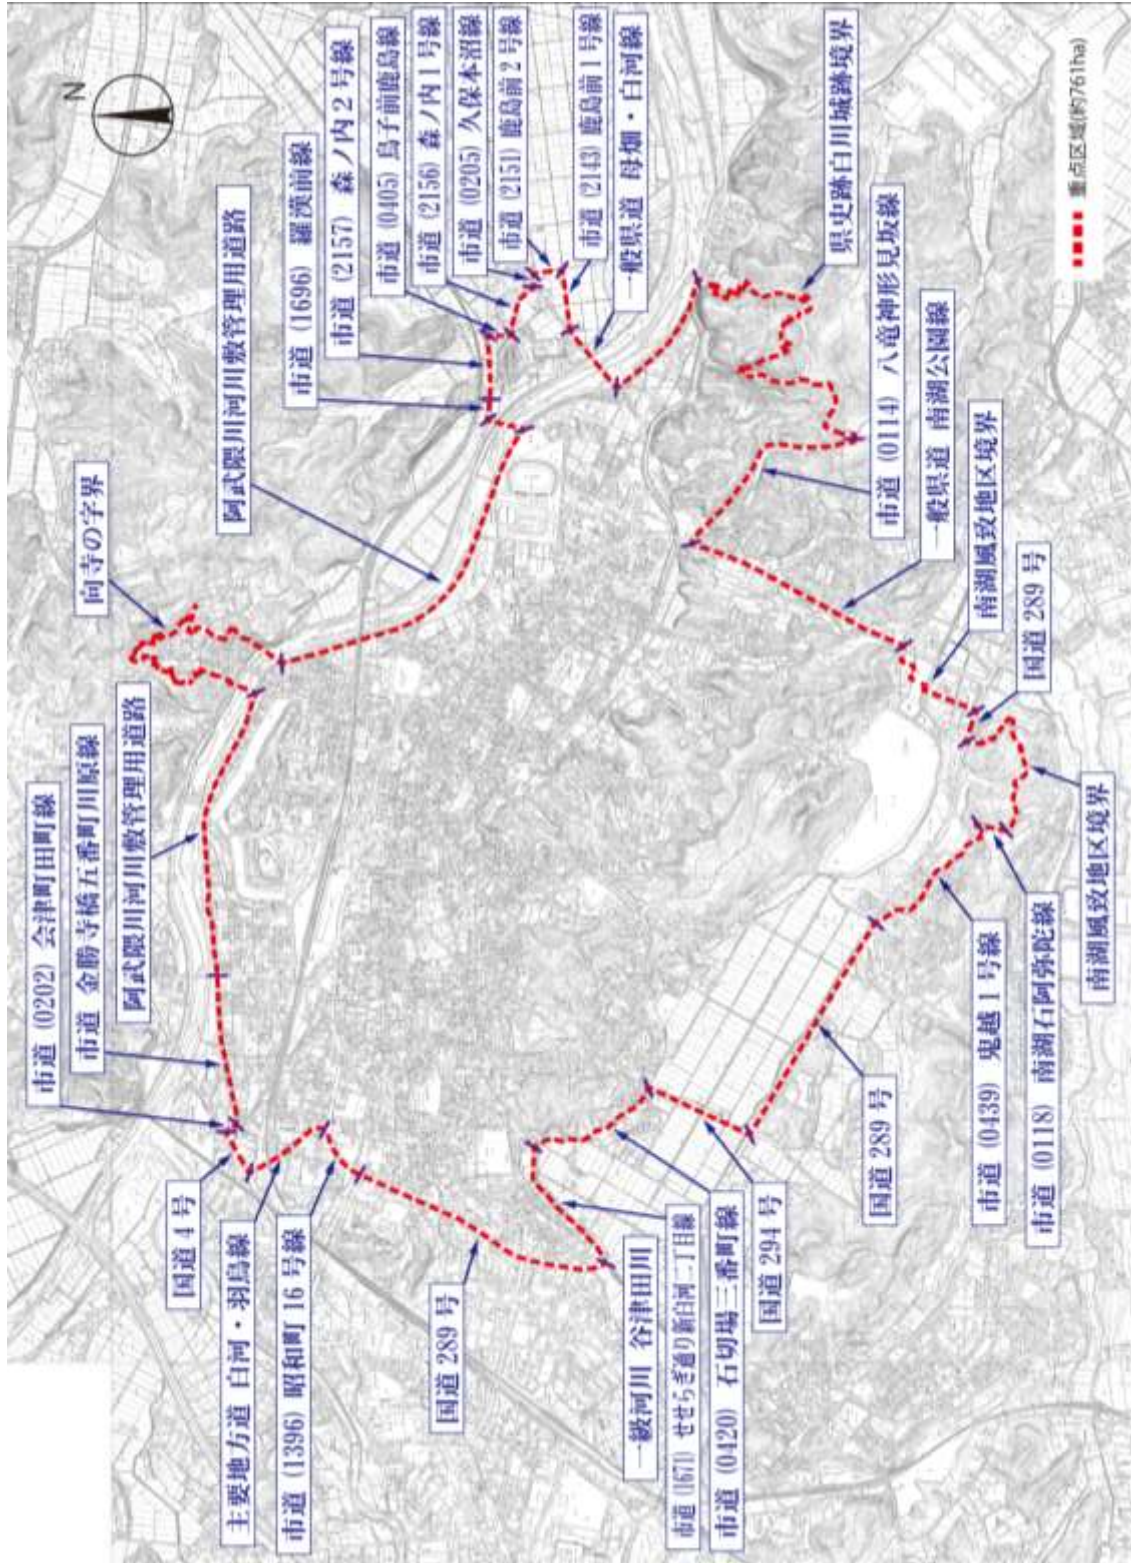 N
向寺の字界
阿武隈川河川敷管理用道路
市道 (1696) 羅漢前線
市道 (2157) 森ノ内2号線
市道 (0405) 鳥子前鹿島線
市道 (2156) 森ノ内1号線
市道 (0205) 久保本沼線
市道 (2151) 鹿島前2号線
市道 (2143) 鹿島前1号線
一般県道 母畑・白河線
県史跡白川城跡境界
市道 (0114) 八竜神形見坂線
一般県道 南湖公園線
南湖風致地区境界
国道289号
南湖風致地区境界
市道 (0118) 南湖石阿弥陀線
市道 (0439) 鬼越1号線
国道289号
国道294号
市道 (0420) 石切場三番町線
市道 (1671) せせらぎ通り新白河二丁目線
一級河川 谷津田川
国道289号
市道 (1396) 昭和町16号線
主要地方道 白河・羽鳥線
国道4号
市道 (0202) 会津町田町線
市道 金勝寺橋五番町川原線
阿武隈川河川敷管理用道路
重点区域(約761ha)